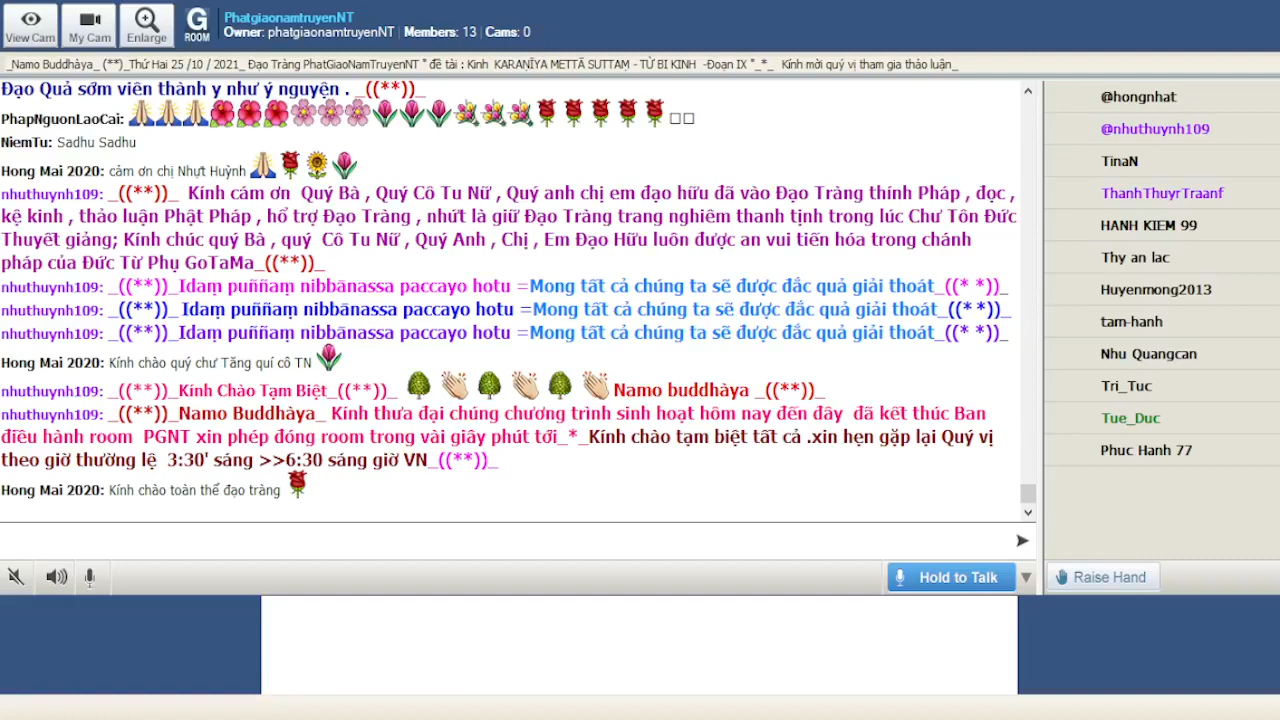 View Cam
My Cam
Enlarge
G
ROOM
PhatgiaonamtruyenNT
Owner: phatgiaonamtruyenNT | Members: 13 | Cams: 0
_Namo Buddhàya_ (**)_Thứ Hai 25 /10 / 2021_ Đạo Tràng PhatGiaoNamTruyenNT " đề tài : Kinh KARAṆĪYA METTĀ SUTTAṂ - TỪ BI KINH -Đoạn IX "_*_ Kính mời quý vị tham gia thảo luận_
Đạo Quả sớm viên thành y như ý nguyện . _((**))_
PhapNguonLaoCai: 🙏🙏🙏🌺🌺🌺🌸🌸🌸🌷🌷🌷💐💐💐🌹🌹🌹🌹🌹□□
NiemTu: Sadhu Sadhu
Hong Mai 2020: cảm ơn chị Nhựt Huỳnh 🙏🌹🌻🌷
nhuthuynh109: _((**))_ Kính cám ơn Quý Bà , Quý Cô Tu Nữ , Quý anh chị em đạo hữu đã vào Đạo Tràng thính Pháp , đọc ,
kệ kinh , thảo luận Phật Pháp , hổ trợ Đạo Tràng , nhứt là giữ Đạo Tràng trang nghiêm thanh tịnh trong lúc Chư Tôn Đức
Thuyết giảng; Kính chúc quý Bà , quý Cô Tu Nữ , Quý Anh , Chị , Em Đạo Hữu luôn được an vui tiến hóa trong chánh
pháp của Đức Từ Phụ GoTaMa_((**))_
nhuthuynh109: _((**))_Idaṃ puññaṃ nibbānassa paccayo hotu =Mong tất cả chúng ta sẽ được đắc quả giải thoát_((* *))_
nhuthuynh109: _((**))_ Idaṃ puññaṃ nibbānassa paccayo hotu =Mong tất cả chúng ta sẽ được đắc quả giải thoát_((* *))_
nhuthuynh109: _((**))_Idaṃ puññaṃ nibbānassa paccayo hotu =Mong tất cả chúng ta sẽ được đắc quả giải thoát_((* *))_
Hong Mai 2020: Kính chào quý chư Tăng quí cô TN 🌷
nhuthuynh109: _((**))_Kính Chào Tạm Biệt_((**))_ 🌳👏🌳👏🌳👏Namo buddhàya _((**))_
nhuthuynh109: _((**))_Namo Buddhàya_ Kính thưa đại chúng chương trình sinh hoạt hôm nay đến đây đã kết thúc Ban
điều hành room PGNT xin phép đóng room trong vài giây phút tới_*_Kính chào tạm biệt tất cả .xin hẹn gặp lại Quý vị
theo giờ thường lệ 3:30' sáng >>6:30 sáng giờ VN_((**))_
Hong Mai 2020: Kính chào toàn thể đạo tràng 🌹
@hongnhat
@nhuthuynh109
TinaN
ThanhThuyrTraanf
HANH KIEM 99
Thy an lac
Huyenmong2013
tam-hanh
Nhu Quangcan
Tri_Tuc
Tue_Duc
Phuc Hanh 77
Hold to Talk
Raise Hand